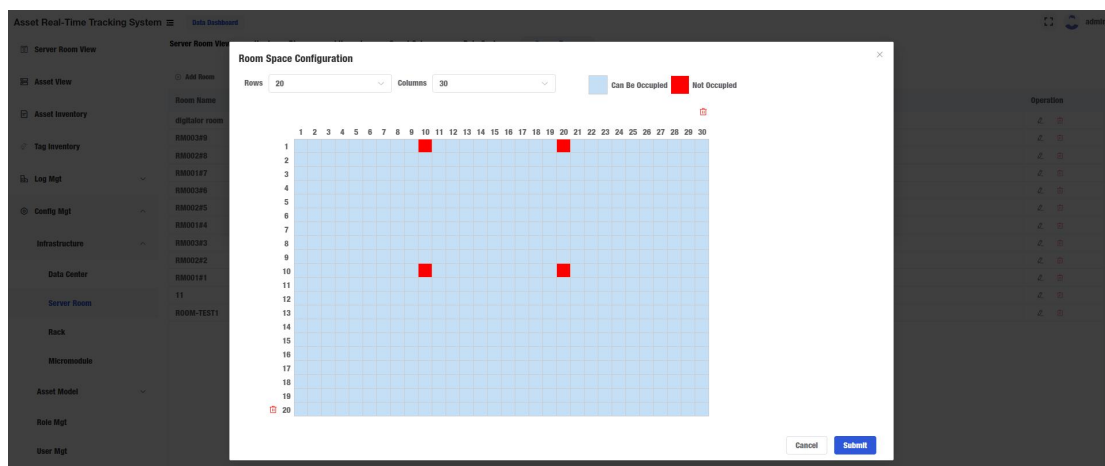 Asset Real-Time Tracking System Data Dashboard admin
Server Room View
Server Room View
Room Space Configuration
Rows 20 Columns 30 Can Be Occupied Not Occupied
Asset View
Add Room
Room Name Operation
Asset Inventory
digitalor room
1 2 3 4 5 6 7 8 9 10 11 12 13 14 15 16 17 18 19 20 21 22 23 24 25 26 27 28 29 30
RM003#9
1
Tag Inventory
RM002#8
2
RM001#7
3
Log Mgt
RM003#6
4
RM002#5
5
Config Mgt
6
RM001#4
7
Infrastructure
RM003#3
8
RM002#2
9
Data Center
RM001#1
10
11
11
Server Room
12
ROOM-TEST1
13
14
Rack
15
16
Micromodule
17
18
Asset Model
19
20
Role Mgt
User Mgt
Cancel Submit